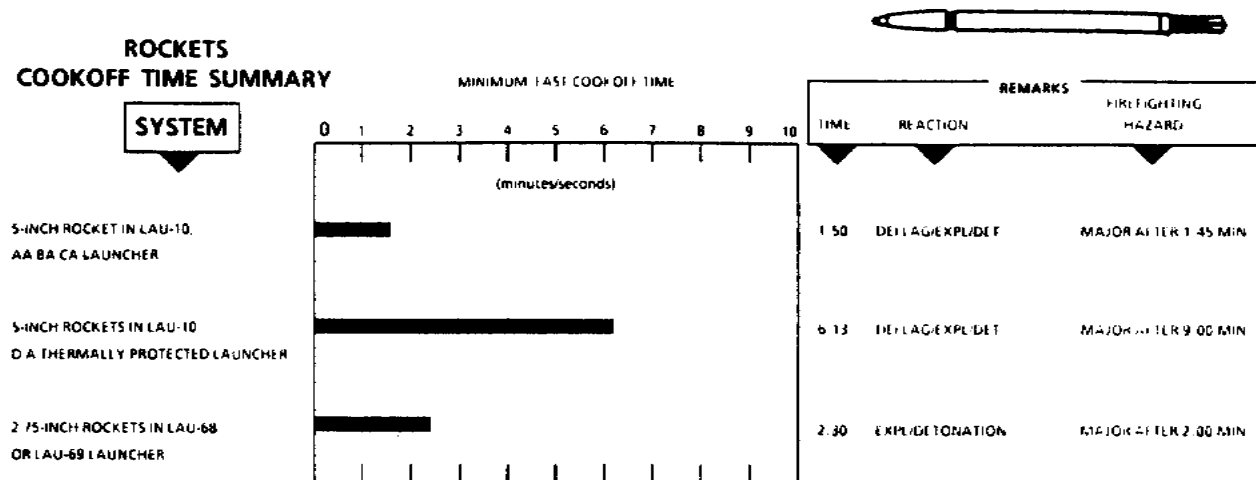 ROCKETS
COOKOFF TIME SUMMARY
SYSTEM
MINIMUM FAST COOKOFF TIME
0 1 2 3 4 5 6 7 8 9 10
(minutes/seconds)
REMARKS
TIME REACTION FIREFIGHTING
HAZARD
5-INCH ROCKET IN LAU-10,
AA BA CA LAUNCHER
1 50 DEFLAG/EXPL/DET MAJOR AFTER 1 45 MIN
5-INCH ROCKETS IN LAU-10
D A THERMALLY PROTECTED LAUNCHER
6 13 DEFLAG/EXPL/DET MAJOR AFTER 9 00 MIN
2 75-INCH ROCKETS IN LAU-68
OR LAU-69 LAUNCHER
2.30 EXPL/DETONATION MAJOR AFTER 2.00 MIN